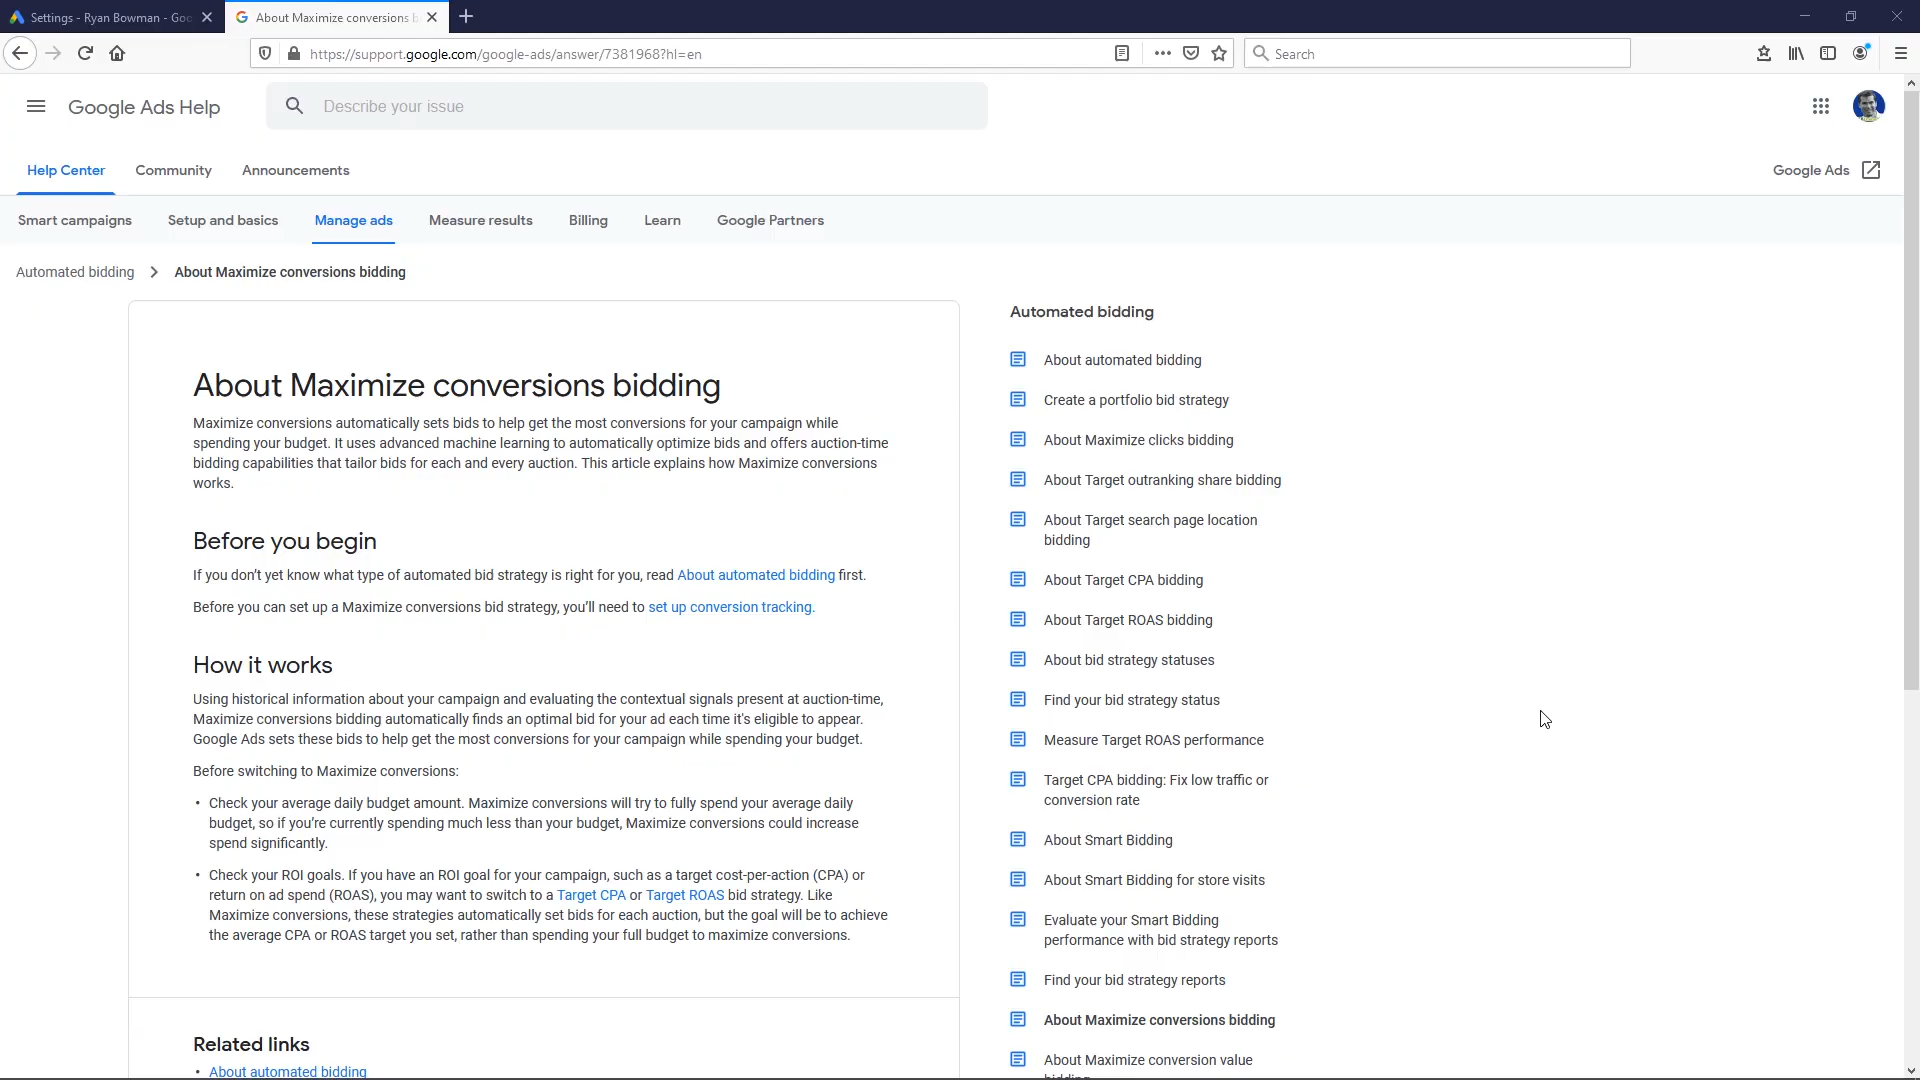 Settings - Ryan Bowman - Goo
About Maximize conversions b
https://support.google.com/google-ads/answer/7381968?hl=en
Search
Google Ads Help
Describe your issue
Help Center
Community
Announcements
Google Ads
Smart campaigns
Setup and basics
Manage ads
Measure results
Billing
Learn
Google Partners
Automated bidding
About Maximize conversions bidding
About Maximize conversions bidding
Maximize conversions automatically sets bids to help get the most conversions for your campaign while
spending your budget. It uses advanced machine learning to automatically optimize bids and offers auction-time
bidding capabilities that tailor bids for each and every auction. This article explains how Maximize conversions
works.
Before you begin
If you don’t yet know what type of automated bid strategy is right for you, read About automated bidding first.
Before you can set up a Maximize conversions bid strategy, you’ll need to set up conversion tracking.
How it works
Using historical information about your campaign and evaluating the contextual signals present at auction-time,
Maximize conversions bidding automatically finds an optimal bid for your ad each time it's eligible to appear.
Google Ads sets these bids to help get the most conversions for your campaign while spending your budget.
Before switching to Maximize conversions:
• Check your average daily budget amount. Maximize conversions will try to fully spend your average daily
budget, so if you’re currently spending much less than your budget, Maximize conversions could increase
spend significantly.
• Check your ROI goals. If you have an ROI goal for your campaign, such as a target cost-per-action (CPA) or
return on ad spend (ROAS), you may want to switch to a Target CPA or Target ROAS bid strategy. Like
Maximize conversions, these strategies automatically set bids for each auction, but the goal will be to achieve
the average CPA or ROAS target you set, rather than spending your full budget to maximize conversions.
Related links
• About automated bidding
Automated bidding
About automated bidding
Create a portfolio bid strategy
About Maximize clicks bidding
About Target outranking share bidding
About Target search page location
bidding
About Target CPA bidding
About Target ROAS bidding
About bid strategy statuses
Find your bid strategy status
Measure Target ROAS performance
Target CPA bidding: Fix low traffic or
conversion rate
About Smart Bidding
About Smart Bidding for store visits
Evaluate your Smart Bidding
performance with bid strategy reports
Find your bid strategy reports
About Maximize conversions bidding
About Maximize conversion value
bidding